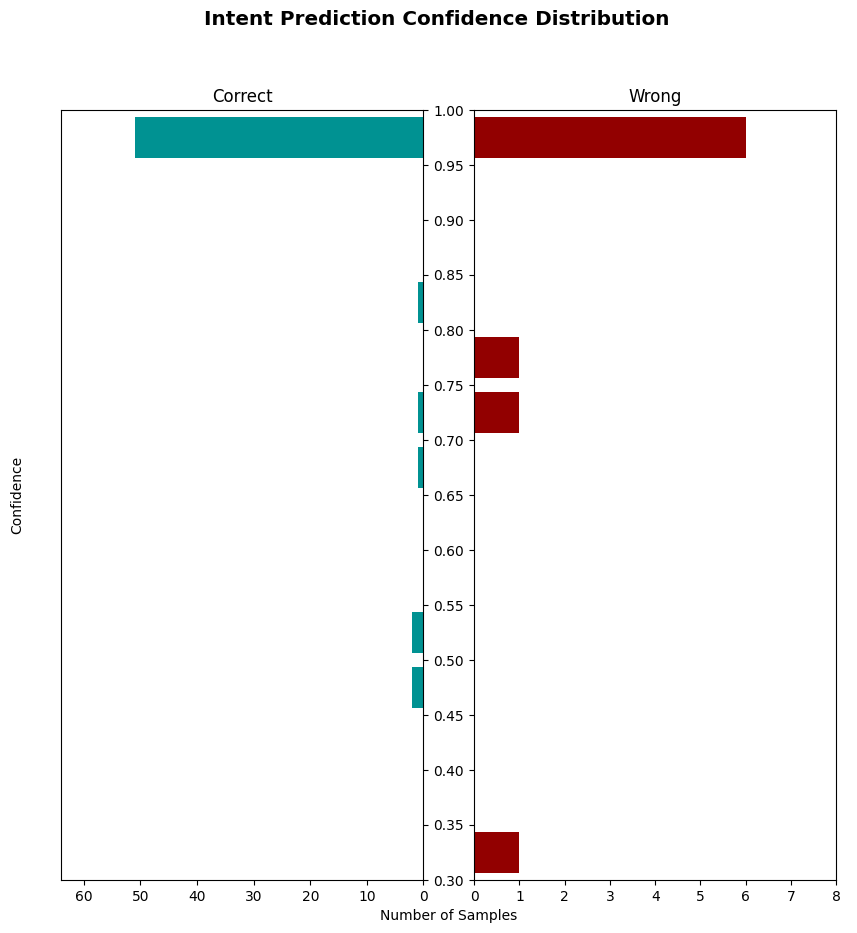 Intent Prediction Confidence Distribution
Correct
Wrong
1.00
0.95
0.90
0.85
0.80
0.75
0.70
0.65
0.60
0.55
0.50
0.45
0.40
0.35
0.30
Confidence
60 50 40 30 20 10 0
0 1 2 3 4 5 6 7 8
Number of Samples